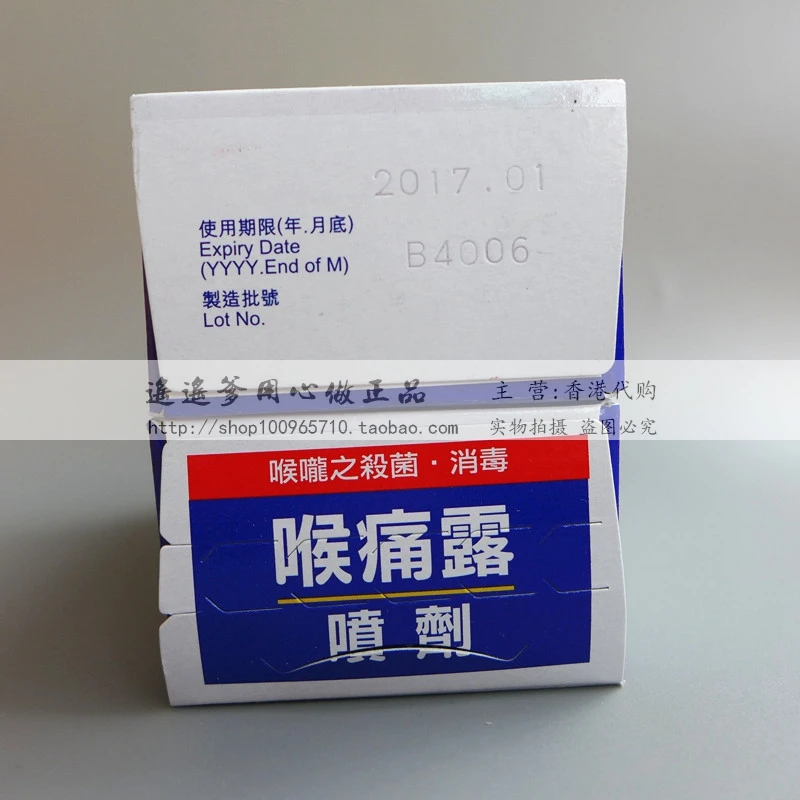 2017.01
使用期限(年.月底)
Expiry Date
(YYYY.End of M)
B4006
製造批號
Lot No.
遙遙爹用心做正品
主 营:香港代购
http://shop100965710.taobao.com
实物拍摄 盗图必究
喉嚨之殺菌·消毒
喉痛露
噴劑